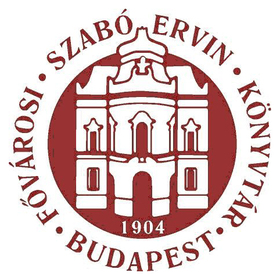 FŐVÁROSI · SZABÓ ERVIN · KÖNYVTÁR · BUDAPEST ·
1904